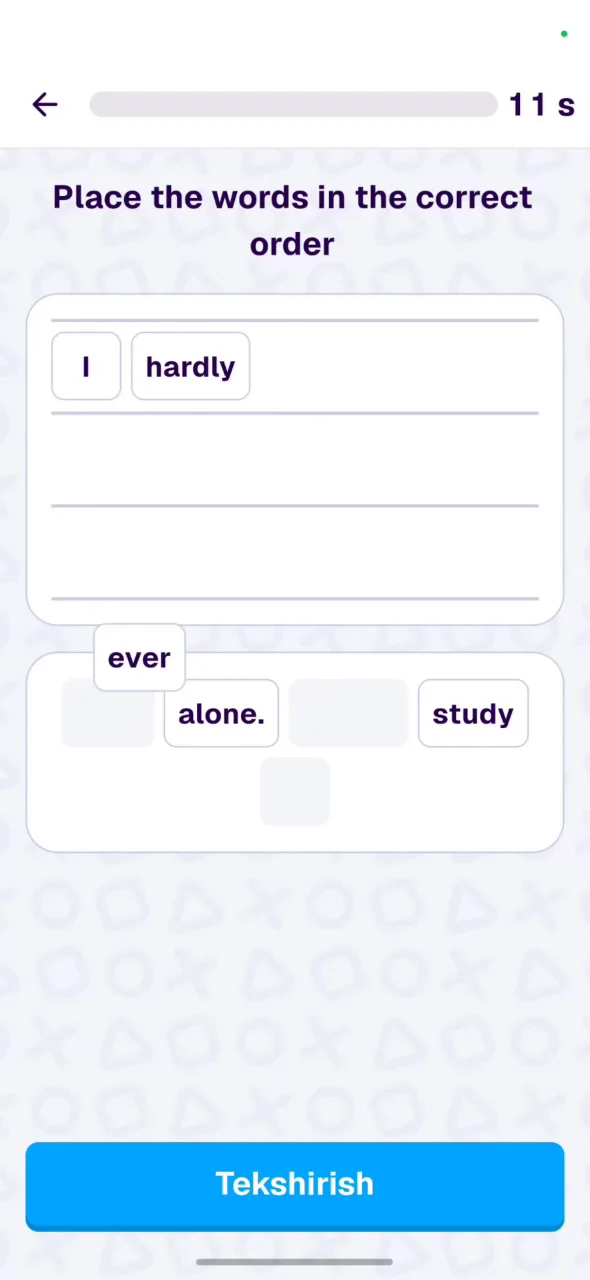 11 s
Place the words in the correct
order
I hardly
ever
alone. study
Tekshirish